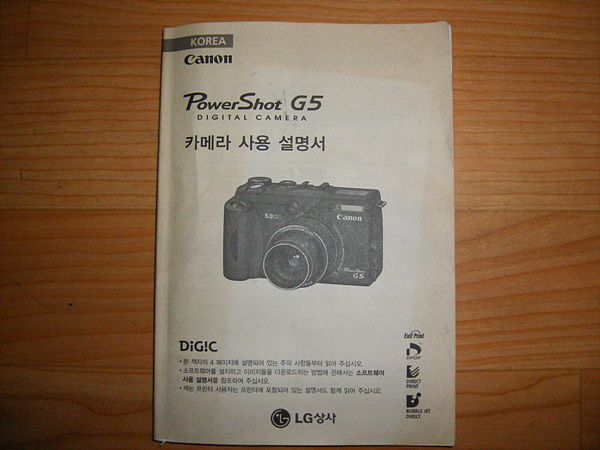 KOREA
Canon
PowerShot G5
DIGITAL CAMERA
카메라 사용 설명서
5.0
Canon
PowerShot
G5
DiG!C
• 본 책자의 4 페이지에 설명되어 있는 주의 사항들부터 읽어 주십시오.
• 소프트웨어를 설치하고 이미지들을 다운로드하는 방법에 관해서는 소프트웨어
사용 설명서를 참조하여 주십시오.
• 캐논 프린터 사용자는 프린터에 포함되어 있는 설명서도 함께 읽어 주십시오.
Exif Print
DPOF
DIRECT
PRINT
BUBBLE JET
DIRECT
LG상사